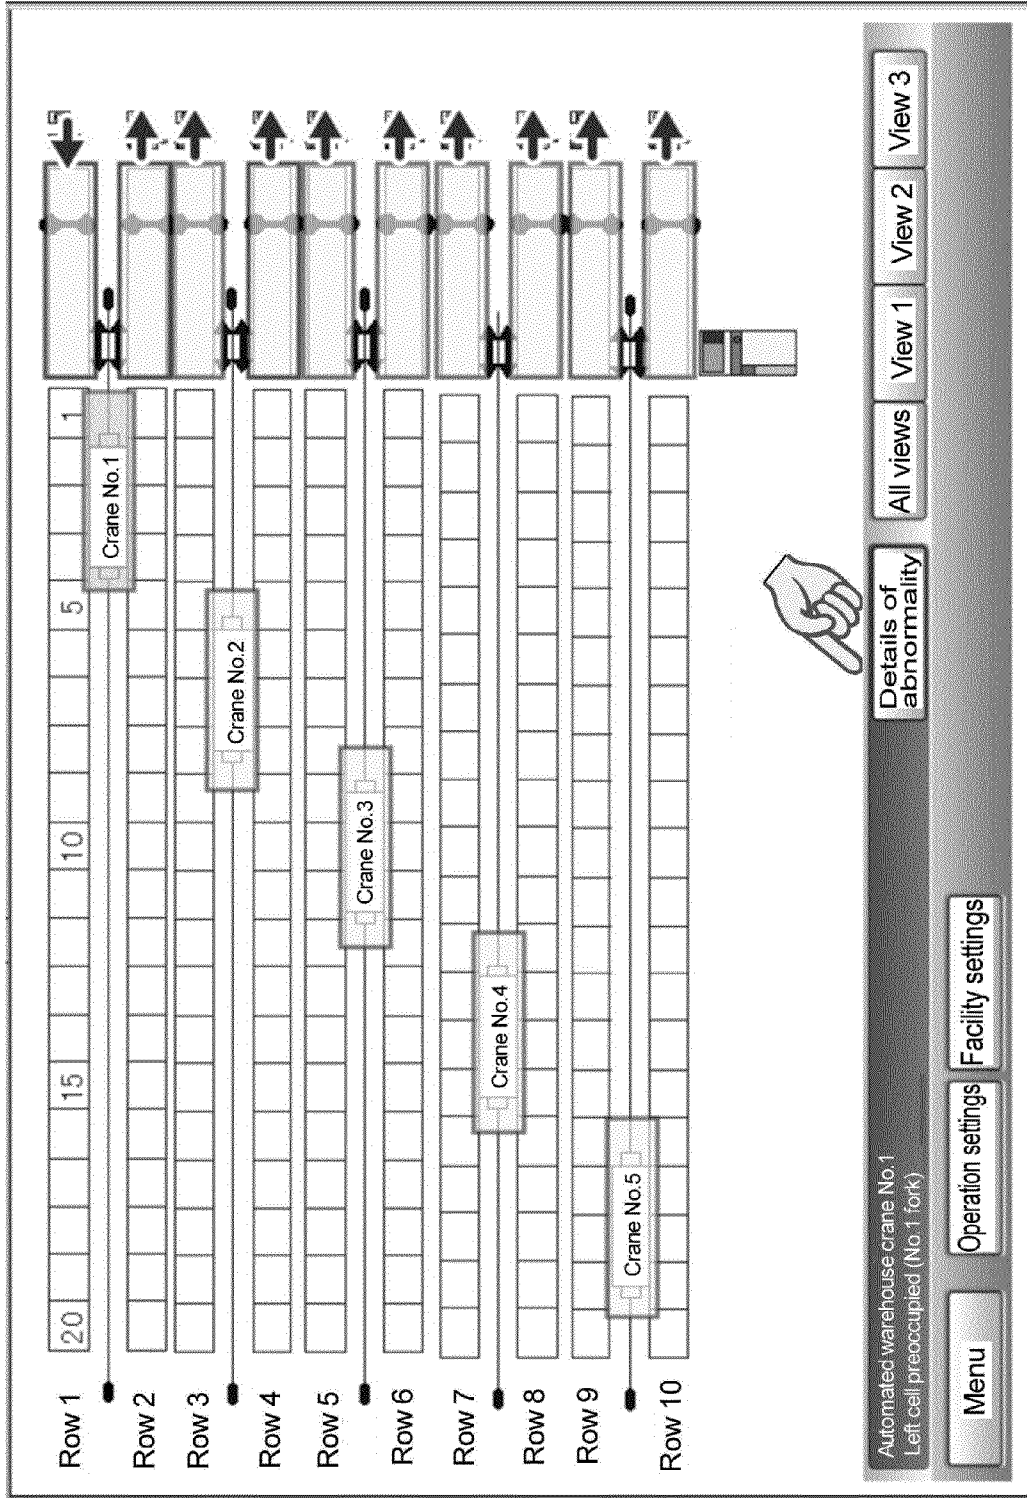 Row 1
20
15
10
5
1
Crane No.1
Row 2
Row 3
Crane No.2
Row 4
Row 5
Crane No.3
Row 6
Row 7
Crane No.4
Row 8
Row 9
Crane No.5
Row 10
Automated warehouse crane No.1
Left cell preoccupied (No.1 fork)
Details of
abnormality
All views
View 1
View 2
View 3
Menu
Operation settings
Facility settings